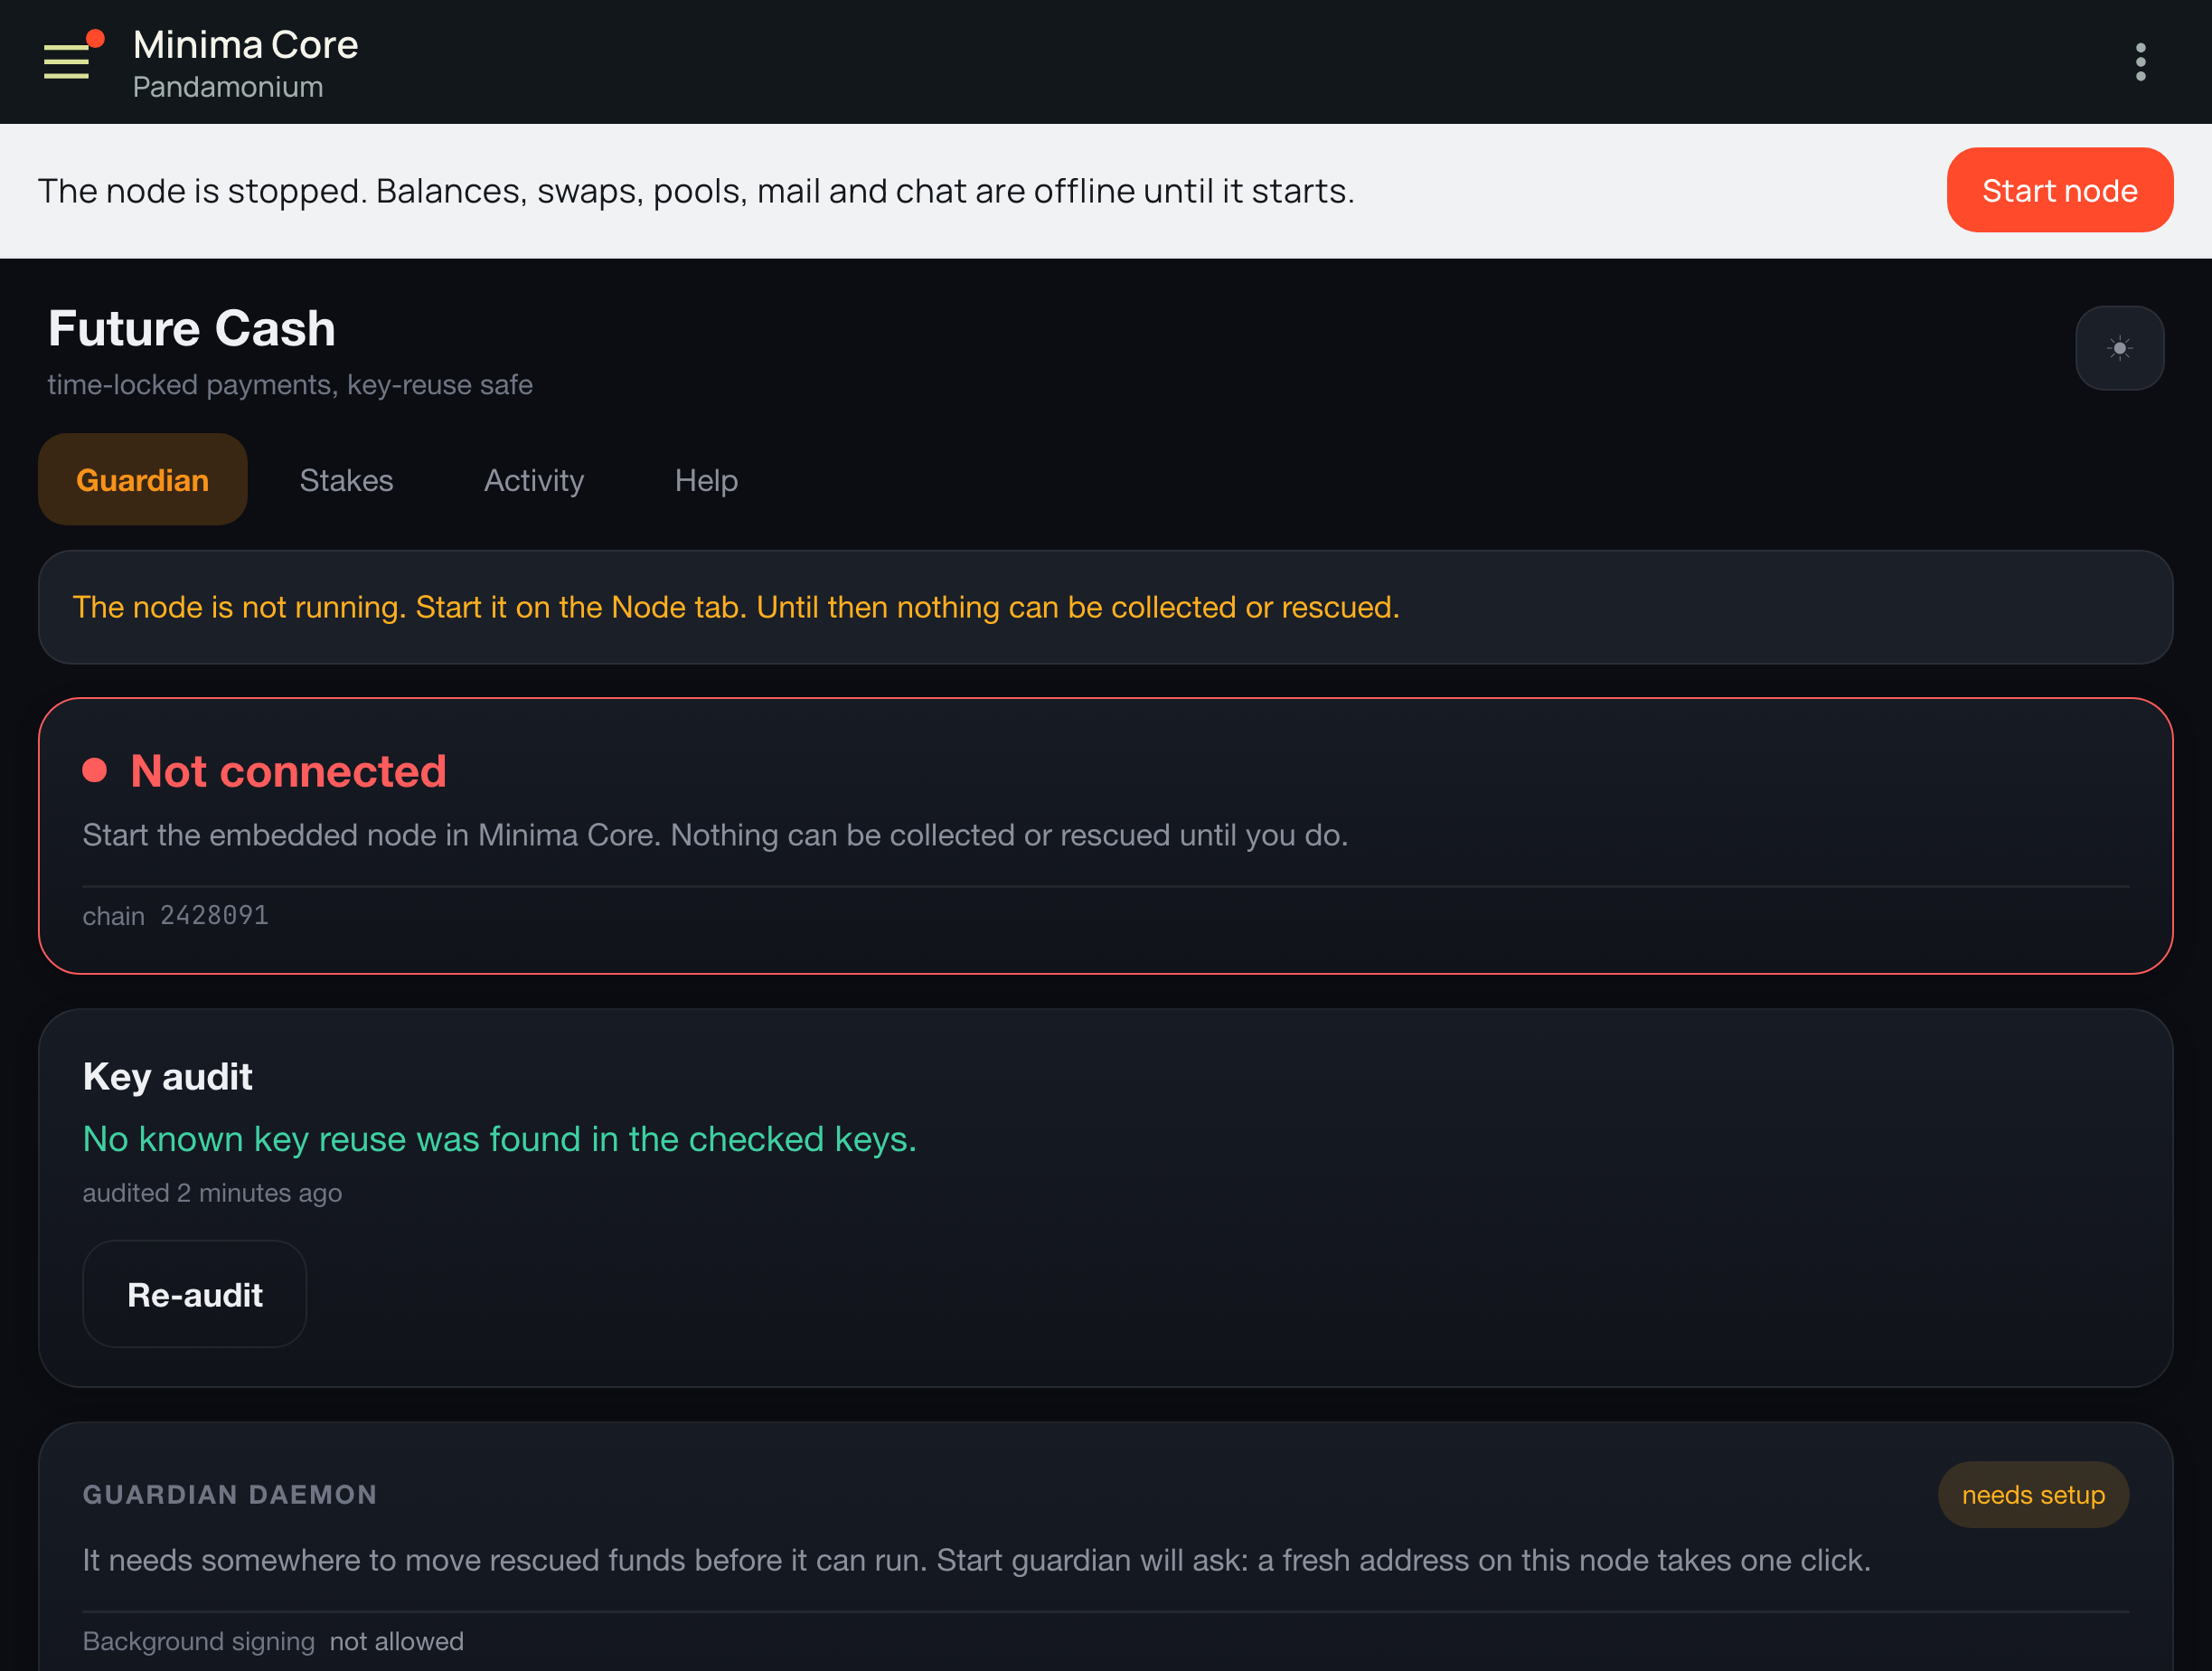 Minima Core
Pandamonium
The node is stopped. Balances, swaps, pools, mail and chat are offline until it starts.
Start node
Future Cash
time-locked payments, key-reuse safe
Guardian
Stakes
Activity
Help
The node is not running. Start it on the Node tab. Until then nothing can be collected or rescued.
Not connected
Start the embedded node in Minima Core. Nothing can be collected or rescued until you do.
chain 2428091
Key audit
No known key reuse was found in the checked keys.
audited 2 minutes ago
Re-audit
GUARDIAN DAEMON
needs setup
It needs somewhere to move rescued funds before it can run. Start guardian will ask: a fresh address on this node takes one click.
Background signing not allowed